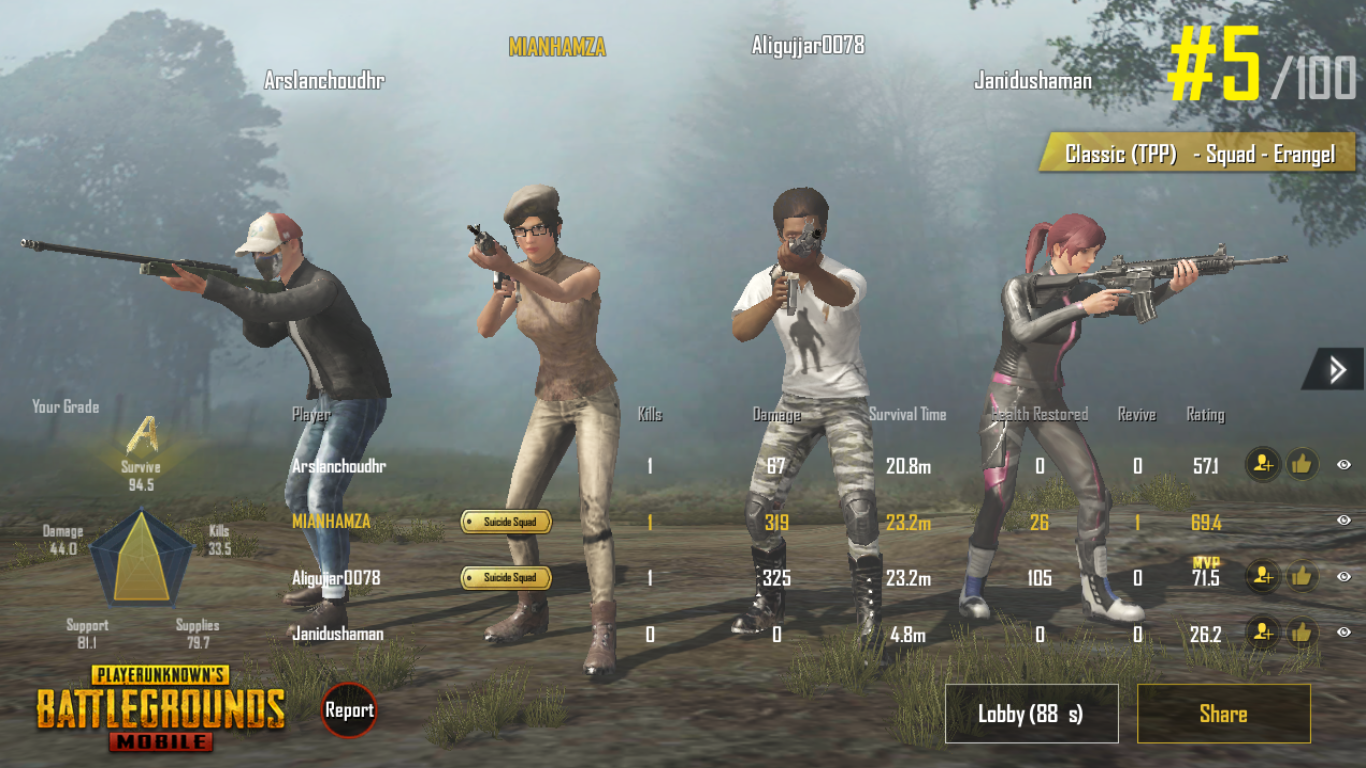 MIANHAMZA
Aligujjar0078
Arslanchoudhr
Janidushaman
#5/100
Classic (TPP) - Squad - Erangel
Your Grade
A
Survive
94.5
Damage
44.0
Kills
33.5
Support
81.1
Supplies
79.7
Player Kills Damage Survival Time Health Restored Revive Rating
Arslanchoudhr 1 67 20.8m 0 0 57.1
MIANHAMZA Suicide Squad 1 319 23.2m 26 1 69.4
MVP
Aligujjar0078 Suicide Squad 1 325 23.2m 105 0 71.5
Janidushaman 0 0 4.8m 0 0 26.2
PLAYERUNKNOWN'S
BATTLEGROUNDS
MOBILE
Report
Lobby (88 s)
Share